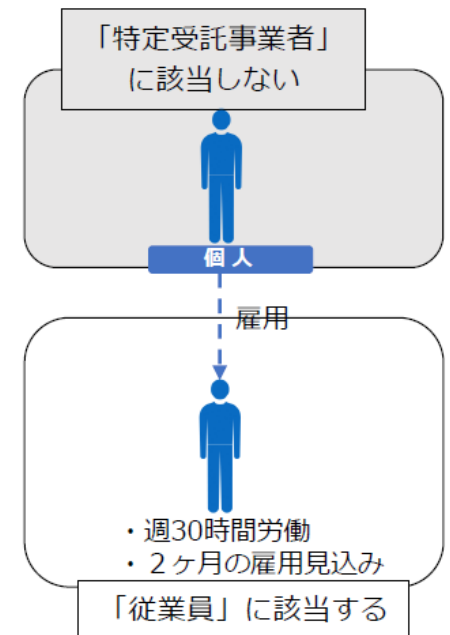 「特定受託事業者」
に該当しない
個人
雇用
・週30時間労働
・２ヶ月の雇用見込み
「従業員」に該当する